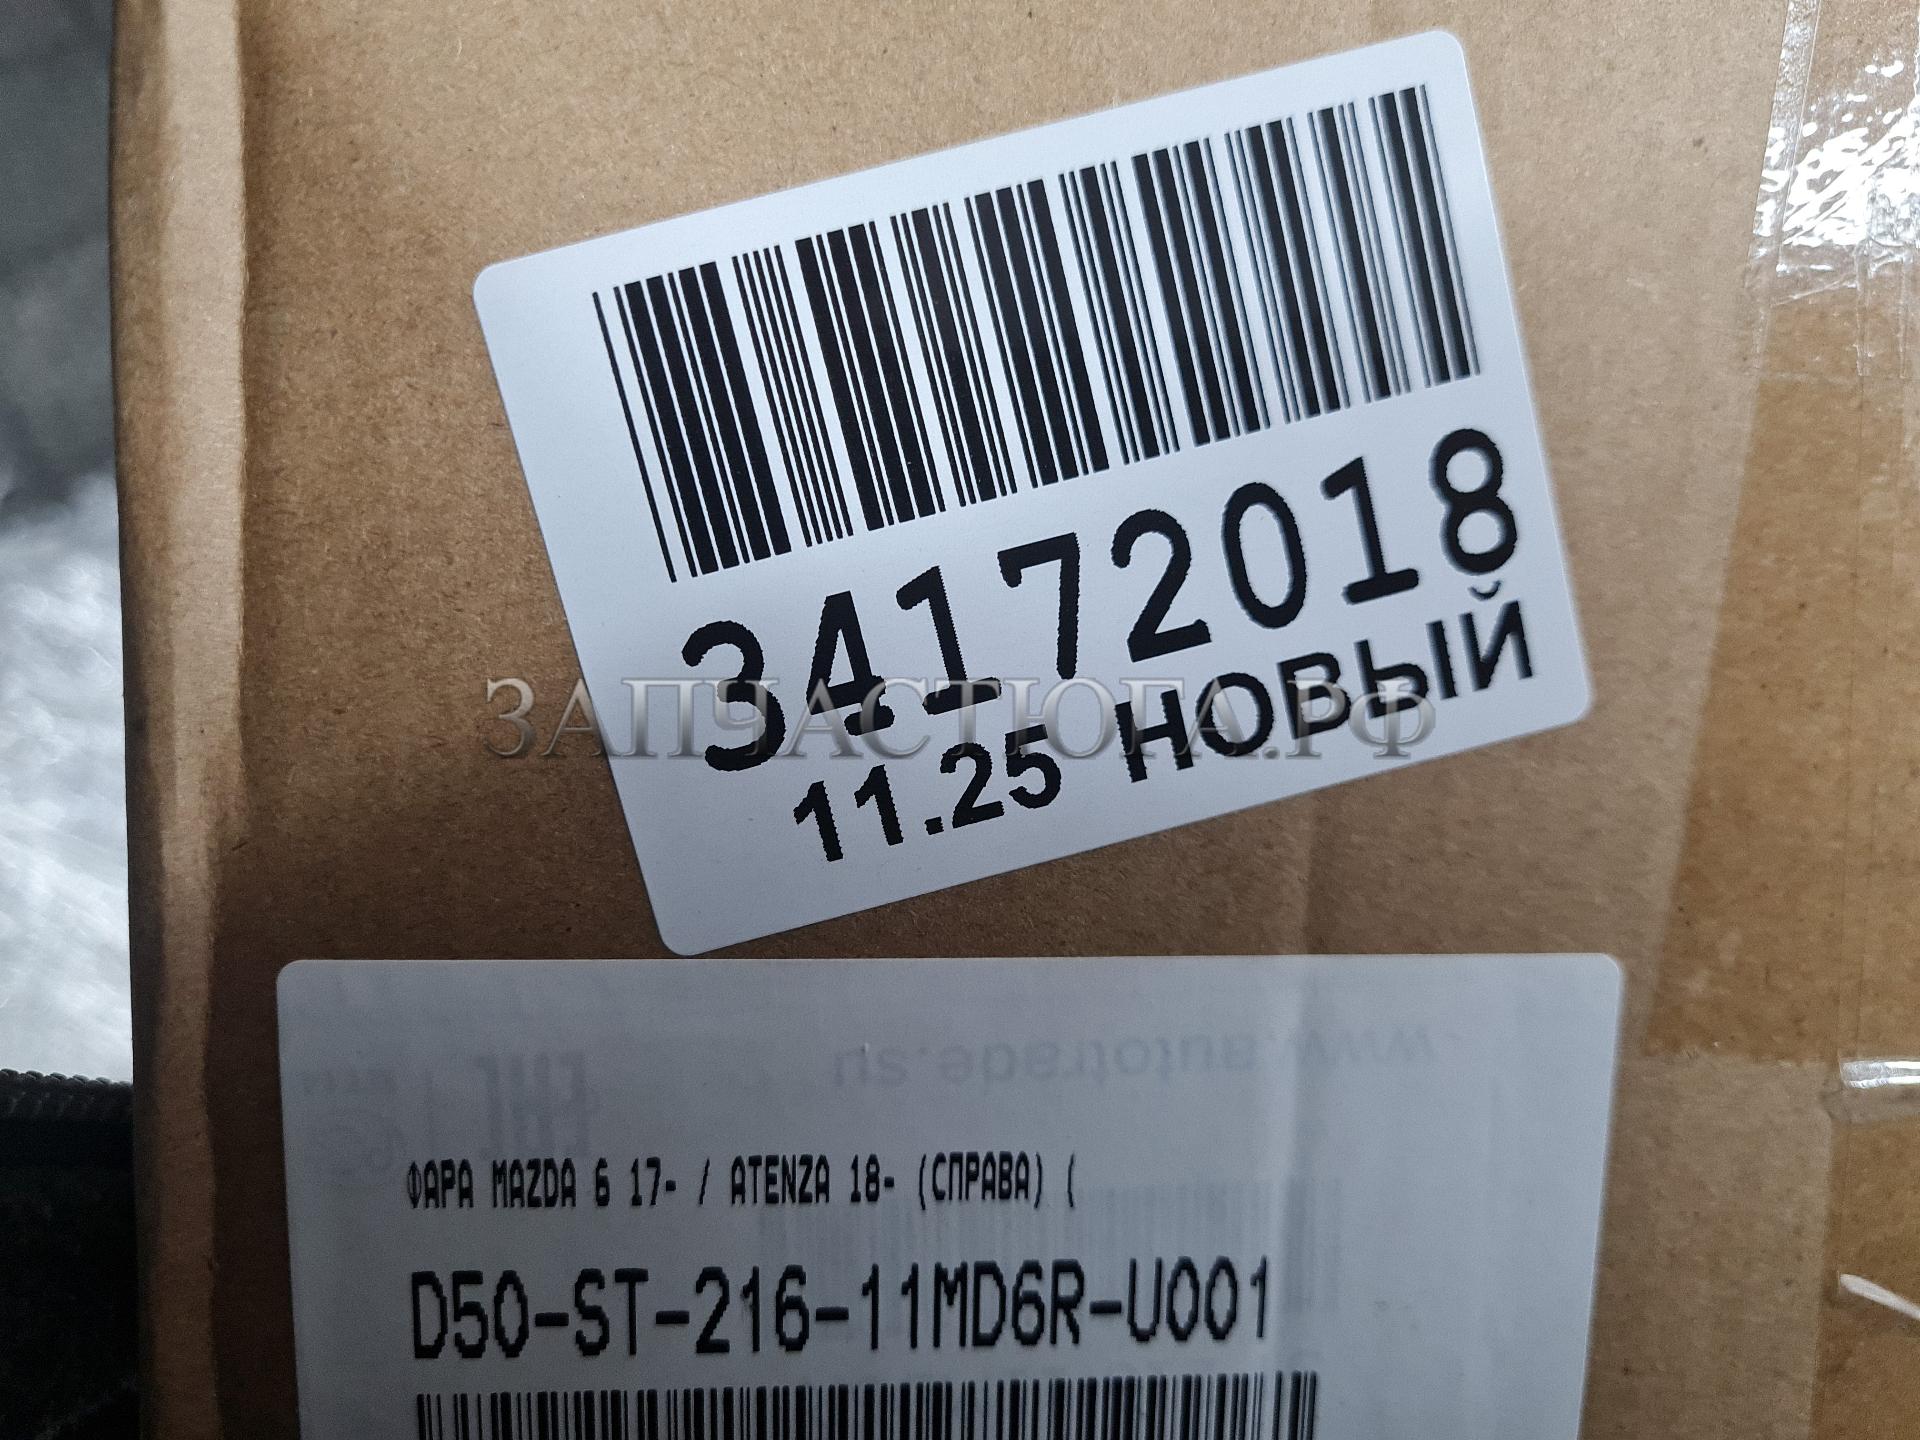 34172018
11.25 НОВЫЙ
ЗАПЧАСТЮГА.РФ
www.autotrade.su
EAC
ФАРА MAZDA 6 17- / ATENZA 18- (СПРАВА) (
D50-ST-216-11MD6R-U001